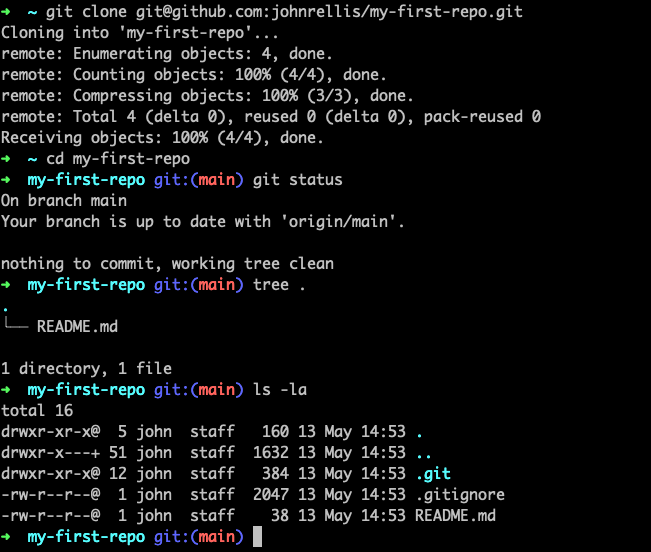 ➜  ~ git clone git@github.com:johnrellis/my-first-repo.git
Cloning into 'my-first-repo'...
remote: Enumerating objects: 4, done.
remote: Counting objects: 100% (4/4), done.
remote: Compressing objects: 100% (3/3), done.
remote: Total 4 (delta 0), reused 0 (delta 0), pack-reused 0
Receiving objects: 100% (4/4), done.
➜  ~ cd my-first-repo
➜  my-first-repo git:(main) git status
On branch main
Your branch is up to date with 'origin/main'.

nothing to commit, working tree clean
➜  my-first-repo git:(main) tree .
.
└── README.md

1 directory, 1 file
➜  my-first-repo git:(main) ls -la
total 16
drwxr-xr-x@  5 john  staff   160 13 May 14:53 .
drwxr-x---+ 51 john  staff  1632 13 May 14:53 ..
drwxr-xr-x@ 12 john  staff   384 13 May 14:53 .git
-rw-r--r--@  1 john  staff  2047 13 May 14:53 .gitignore
-rw-r--r--@  1 john  staff    38 13 May 14:53 README.md
➜  my-first-repo git:(main)